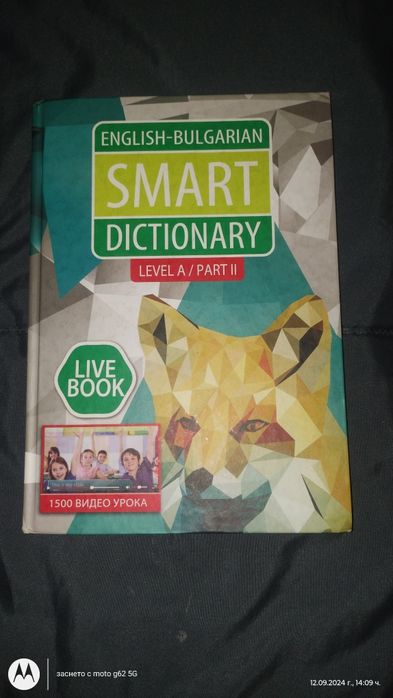 ENGLISH-BULGARIAN
SMART
DICTIONARY
LEVEL A / PART II
LIVE
BOOK
1500 ВИДЕО УРОКА
заснето с moto g62 5G
12.09.2024 г., 14:09 ч.